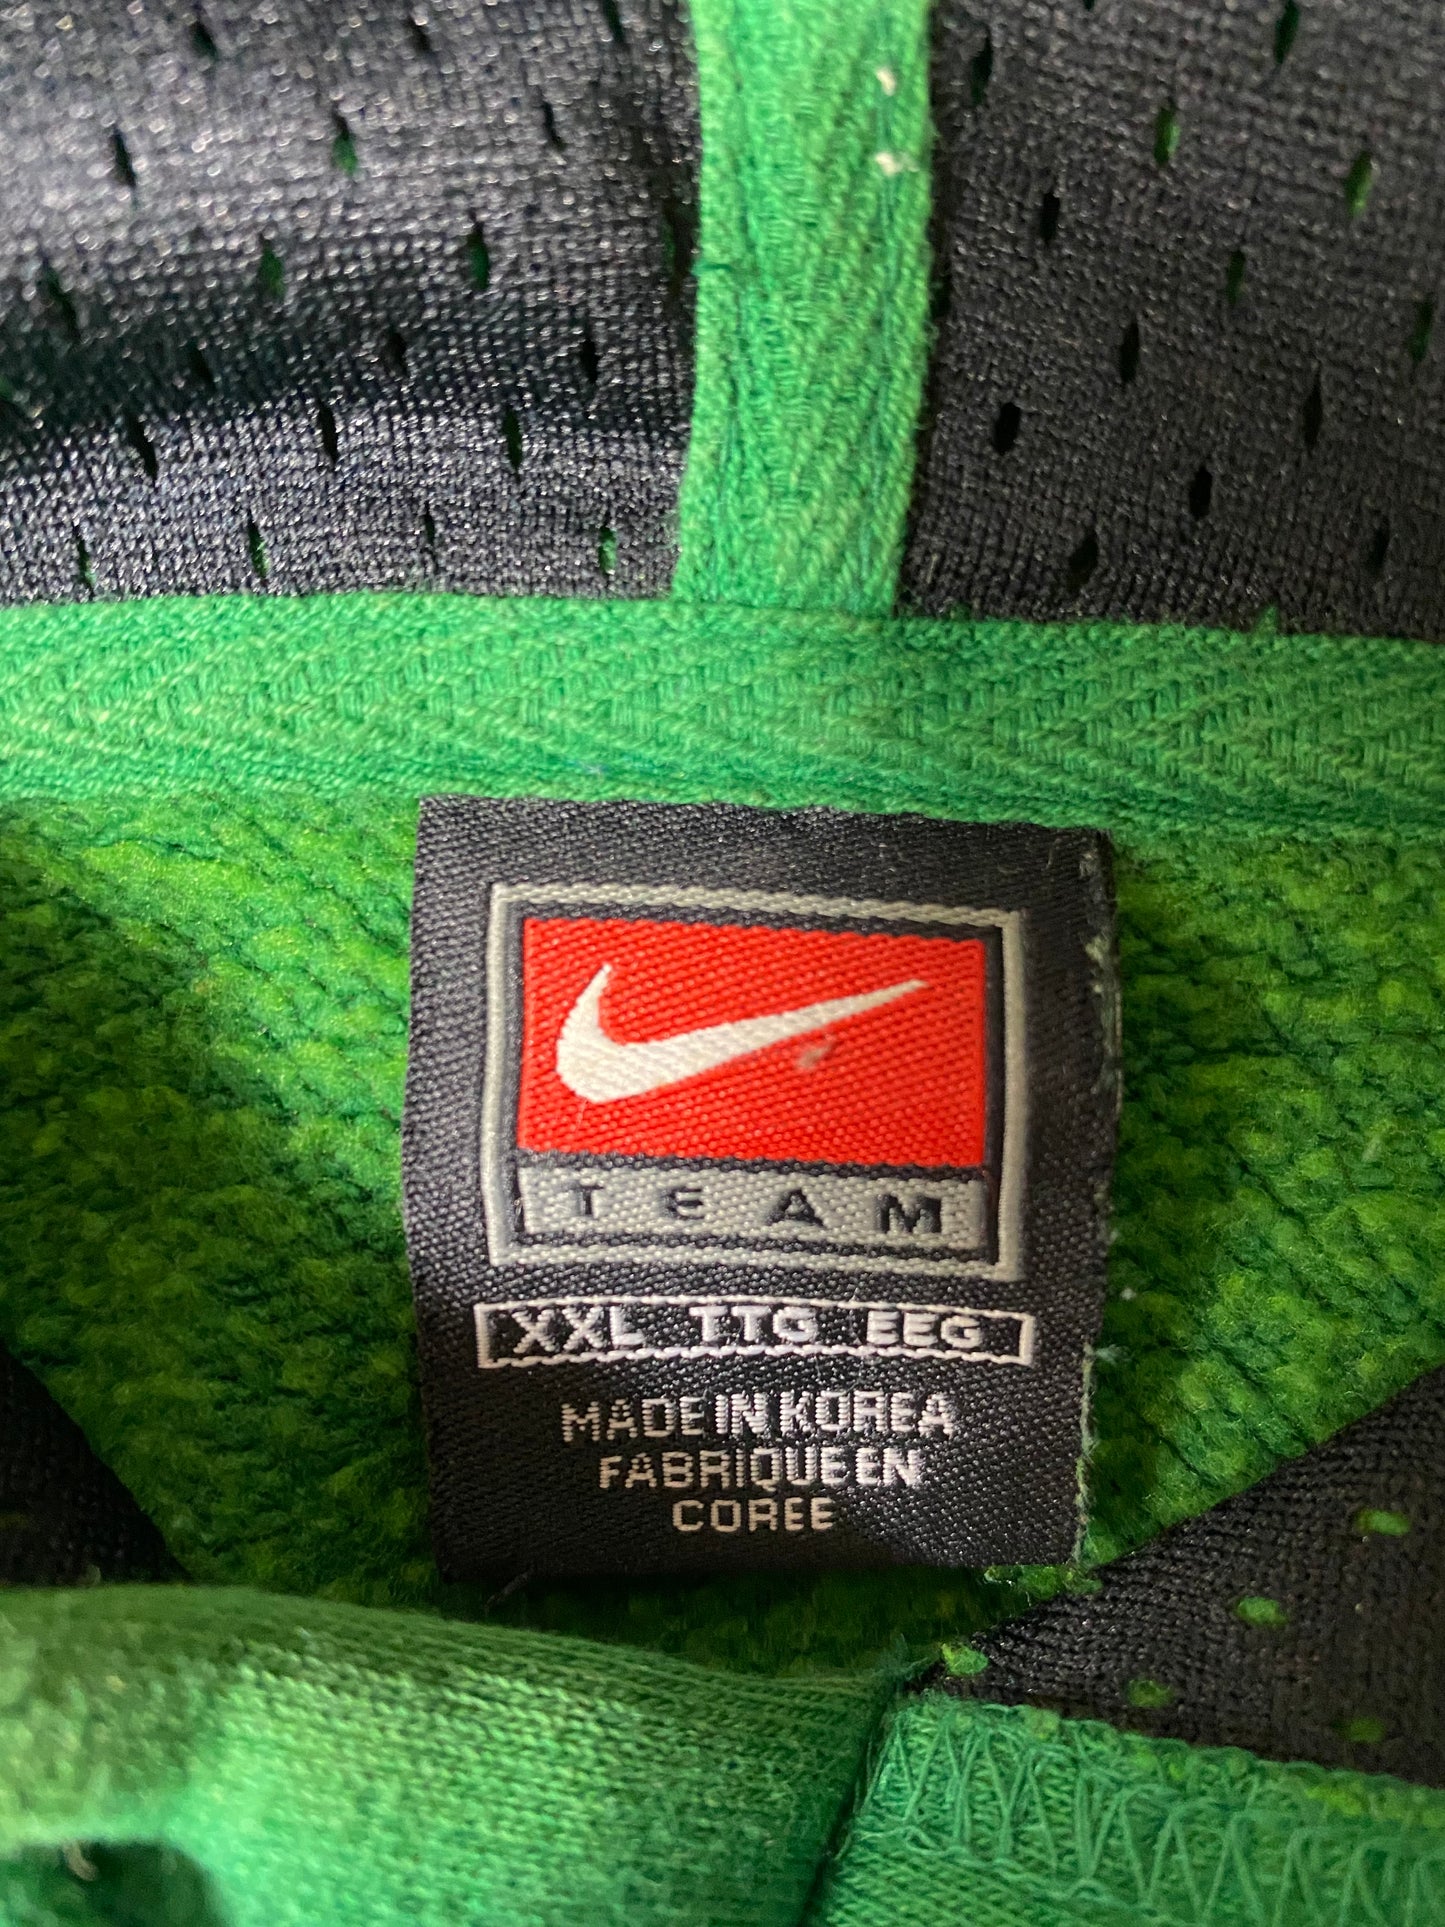 TEAM
XXL TTG EEG
MADE IN KOREA
FABRIQUE EN
COREE